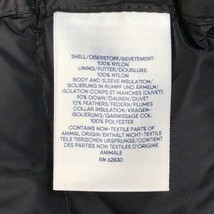 SHELL/OBERSTOFF/REVETEMENT:
100% NYLON
LINING/FUTTER/DOUBLURE:
100% NYLON
BODY AND SLEEVE INSULATION/
ISOLIERUNG IN RUMPF UND ÄRMELN/
ISOLATION CORPS ET MANCHE (DUVET)
90% DOWN/DAUNEN/DUVET
10% FEATHERS/FEDERN/PLUMES
COLLAR INSULATION/KRAGEN-
ISOLIERUNG/GARNISSAGE COL
100% POLYESTER
CONTAINS NON-TEXTILE PARTS OF
ANIMAL ORIGIN/ENTHÄLT NICHT-TEXTILE
TEILE TIERISCHEN URSPRUNGS/CONTIENT
DES PARTIES NON TEXTILES D'ORIGINE
ANIMALE
RN 62830